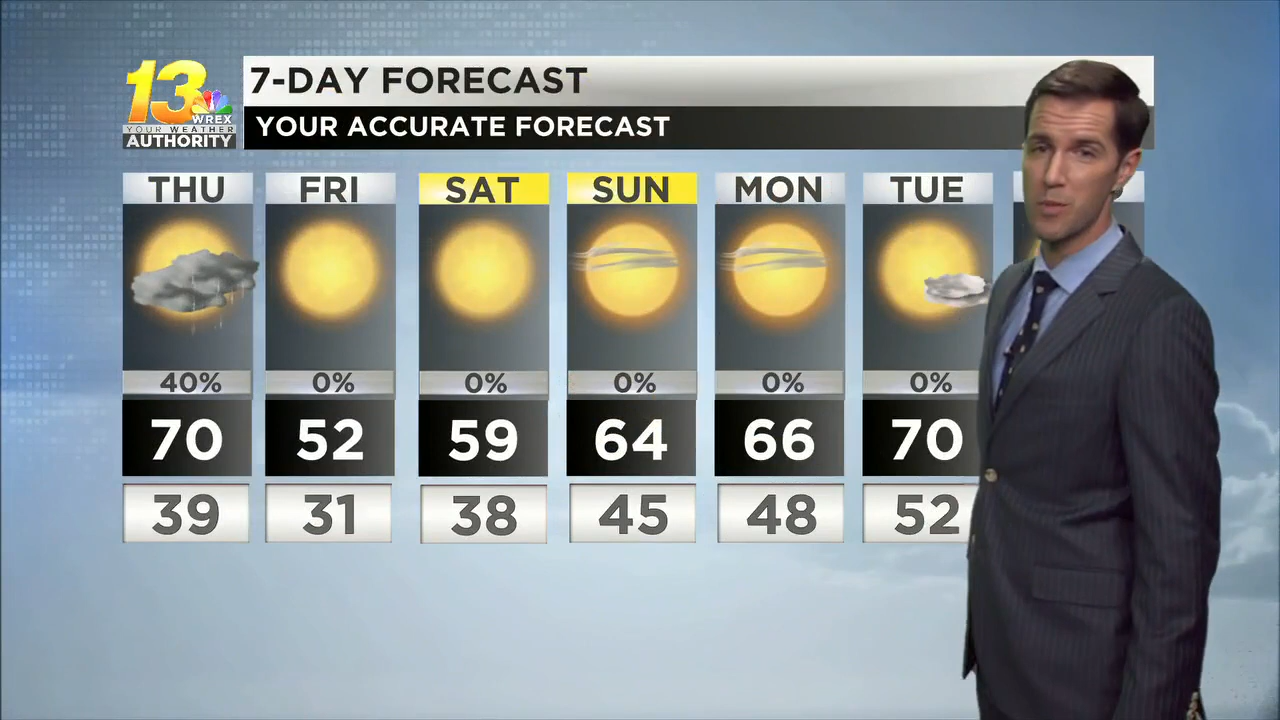 13
WREX
YOUR WEATHER
AUTHORITY
7-DAY FORECAST
YOUR ACCURATE FORECAST
THU FRI SAT SUN MON TUE
40% 0% 0% 0% 0% 0%
70 52 59 64 66 70
39 31 38 45 48 52